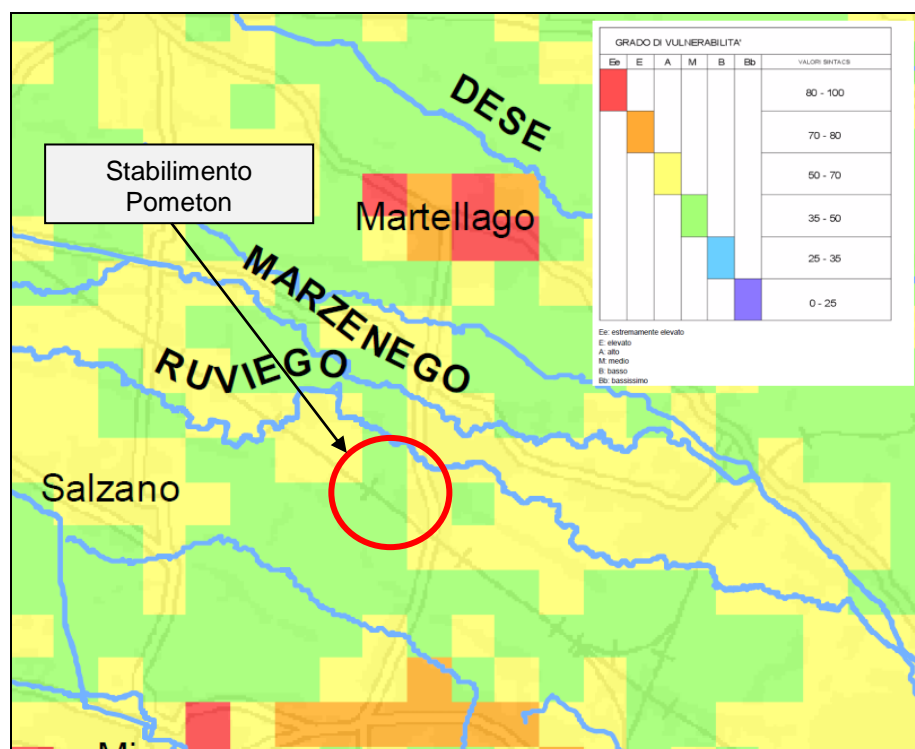 GRADO DI VULNERABILITA'
Ee E A M B Bb VALORI SINTACS
80 - 100
70 - 80
50 - 70
35 - 50
25 - 35
0 - 25
Ee: estremamente elevato
E: elevato
A: alto
M: medio
B: basso
Bb: bassissimo
DESE
Stabilimento
Pometon
Martellago
MARZENEGO
RUVIEGO
Salzano